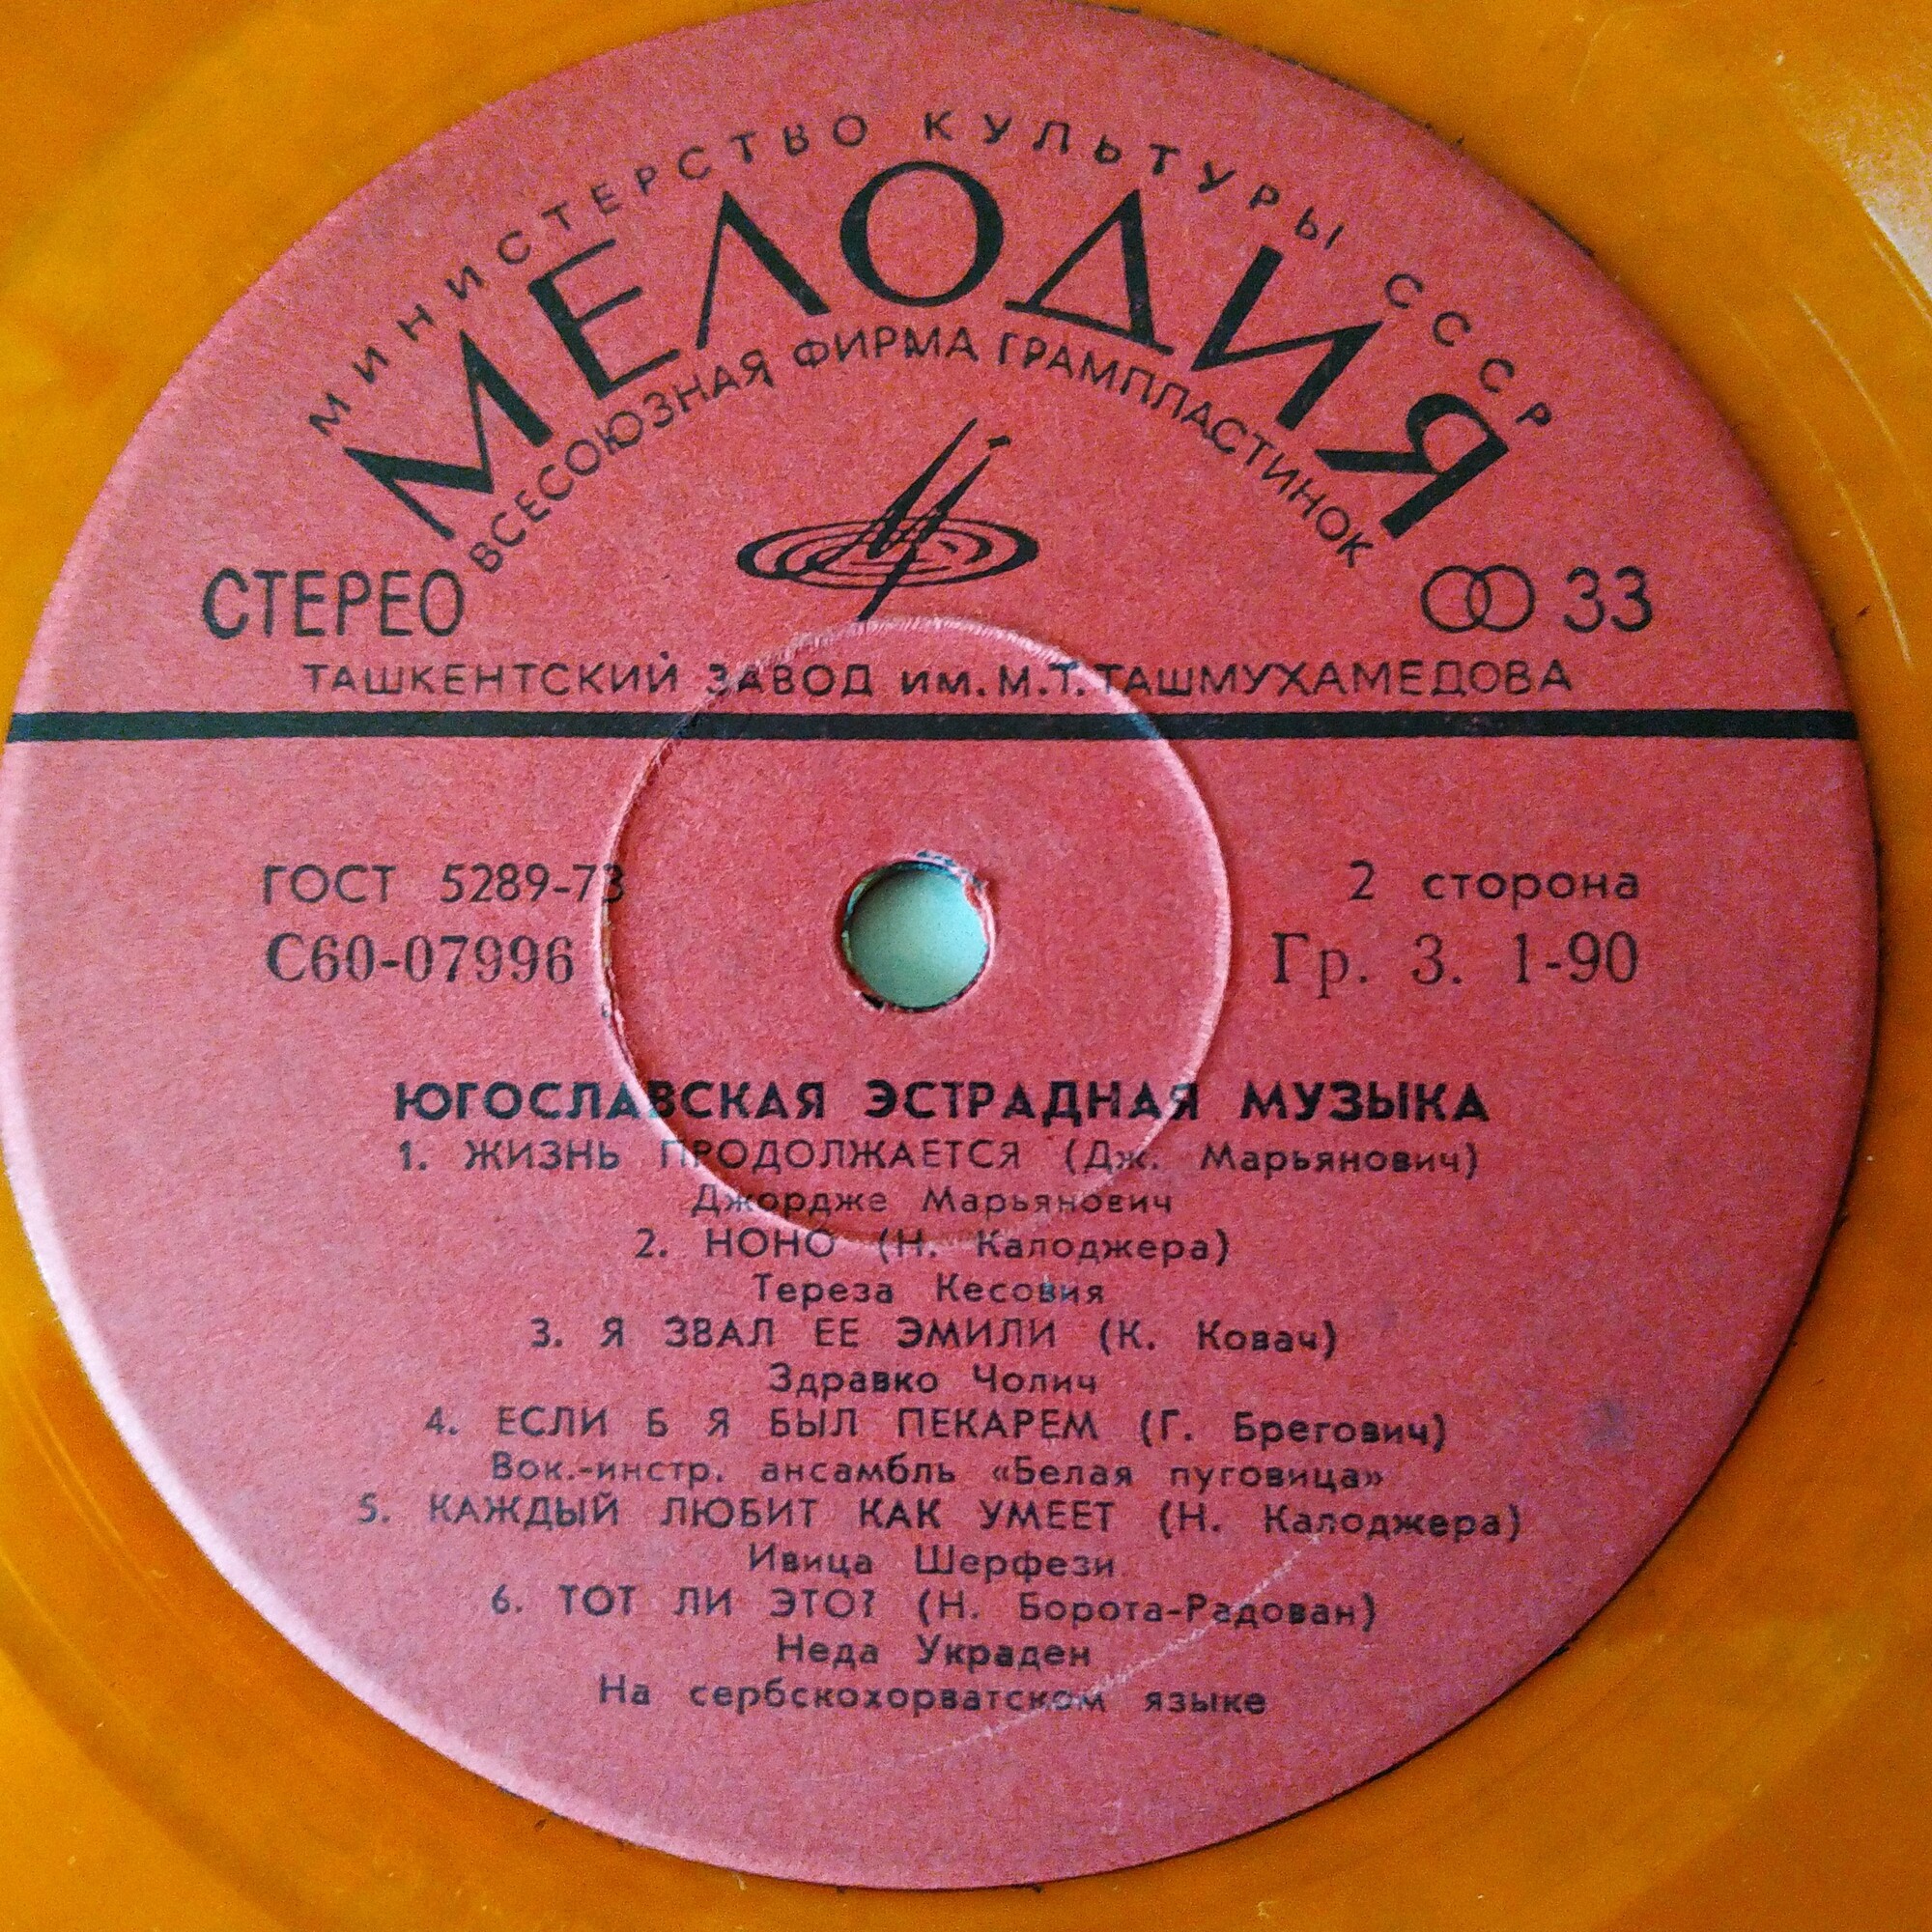 МИНИСТЕРСТВО КУЛЬТУРЫ СССР
МЕЛОДИЯ
ВСЕСОЮЗНАЯ ФИРМА ГРАМПЛАСТИНОК
СТЕРЕО 33
ТАШКЕНТСКИЙ ЗАВОД им. М.Т. ТАШМУХАМЕДОВА
ГОСТ 5289-73 2 сторона
С60-07996 Гр. 3. 1-90
ЮГОСЛАВСКАЯ ЭСТРАДНАЯ МУЗЫКА
1. ЖИЗНЬ ПРОДОЛЖАЕТСЯ (Дж. Марьянович)
Джордже Марьянович
2. НОНО (Н. Калоджера)
Тереза Кесовия
3. Я ЗВАЛ ЕЕ ЭМИЛИ (К. Ковач)
Здравко Чолич
4. ЕСЛИ Б Я БЫЛ ПЕКАРЕМ (Г. Брегович)
Вок.-инстр. ансамбль «Белая пуговица»
5. КАЖДЫЙ ЛЮБИТ КАК УМЕЕТ (Н. Калоджера)
Ивица Шерфези
6. ТОТ ЛИ ЭТО? (Н. Борота-Радован)
Неда Украден
На сербскохорватском языке